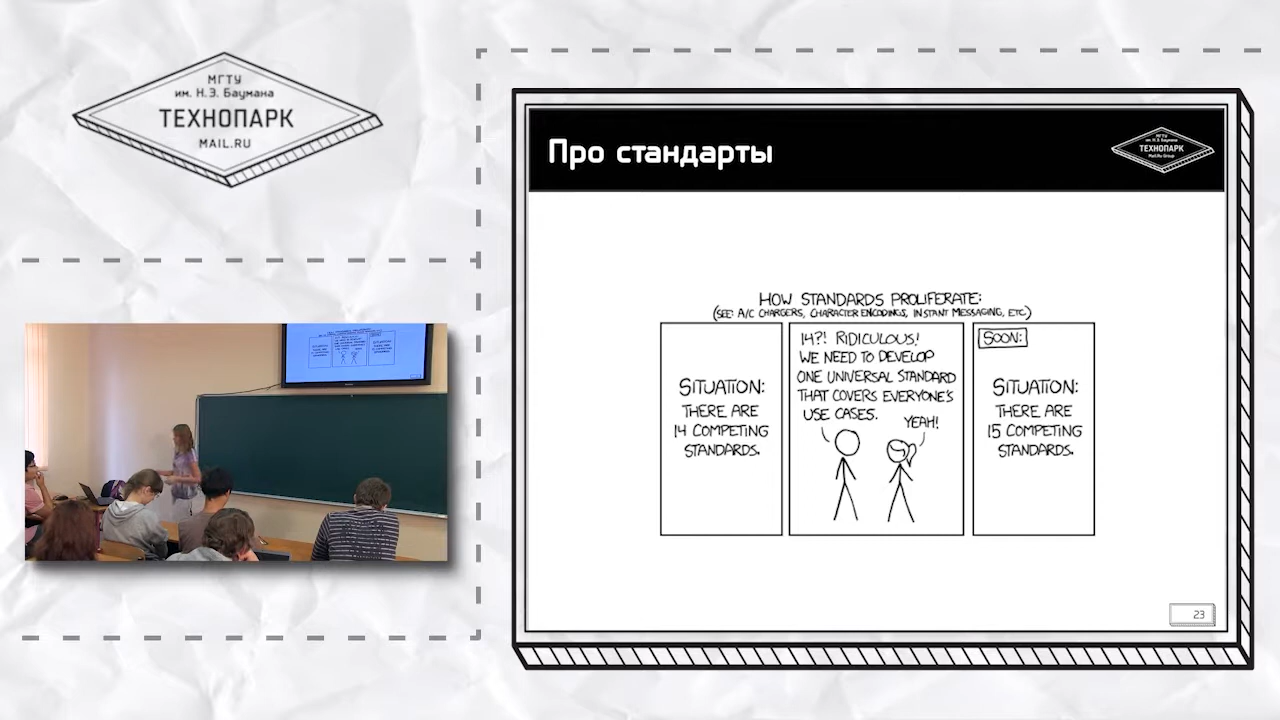 МГТУ
им. Н.Э. Баумана
ТЕХНОПАРК
MAIL.RU
Про стандарты
МГТУ
им. Н.Э. Баумана
ТЕХНОПАРК
Mail.Ru Group
HOW STANDARDS PROLIFERATE:
(SEE: A/C CHARGERS, CHARACTER ENCODINGS, INSTANT MESSAGING, ETC.)
SITUATION:
THERE ARE
14 COMPETING
STANDARDS.
14?! RIDICULOUS!
WE NEED TO DEVELOP
ONE UNIVERSAL STANDARD
THAT COVERS EVERYONE'S
USE CASES.
YEAH!
SOON:
SITUATION:
THERE ARE
15 COMPETING
STANDARDS.
23